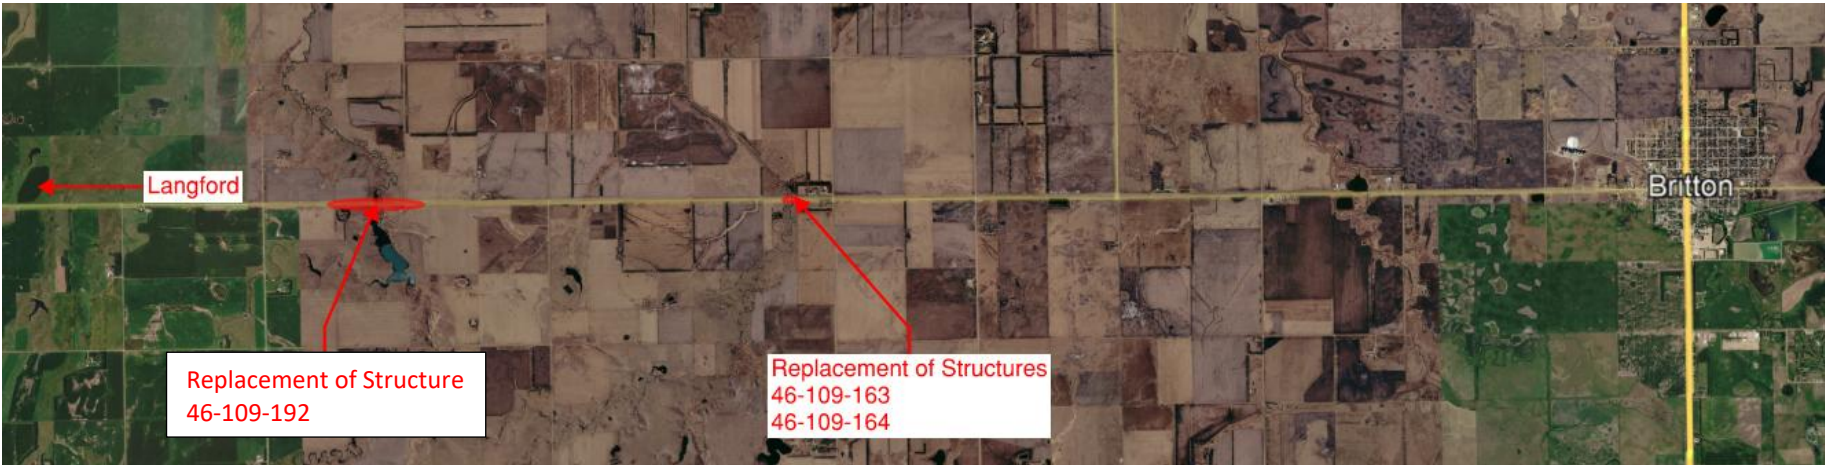 Langford
Britton
Replacement of Structure
46-109-192
Replacement of Structures
46-109-163
46-109-164